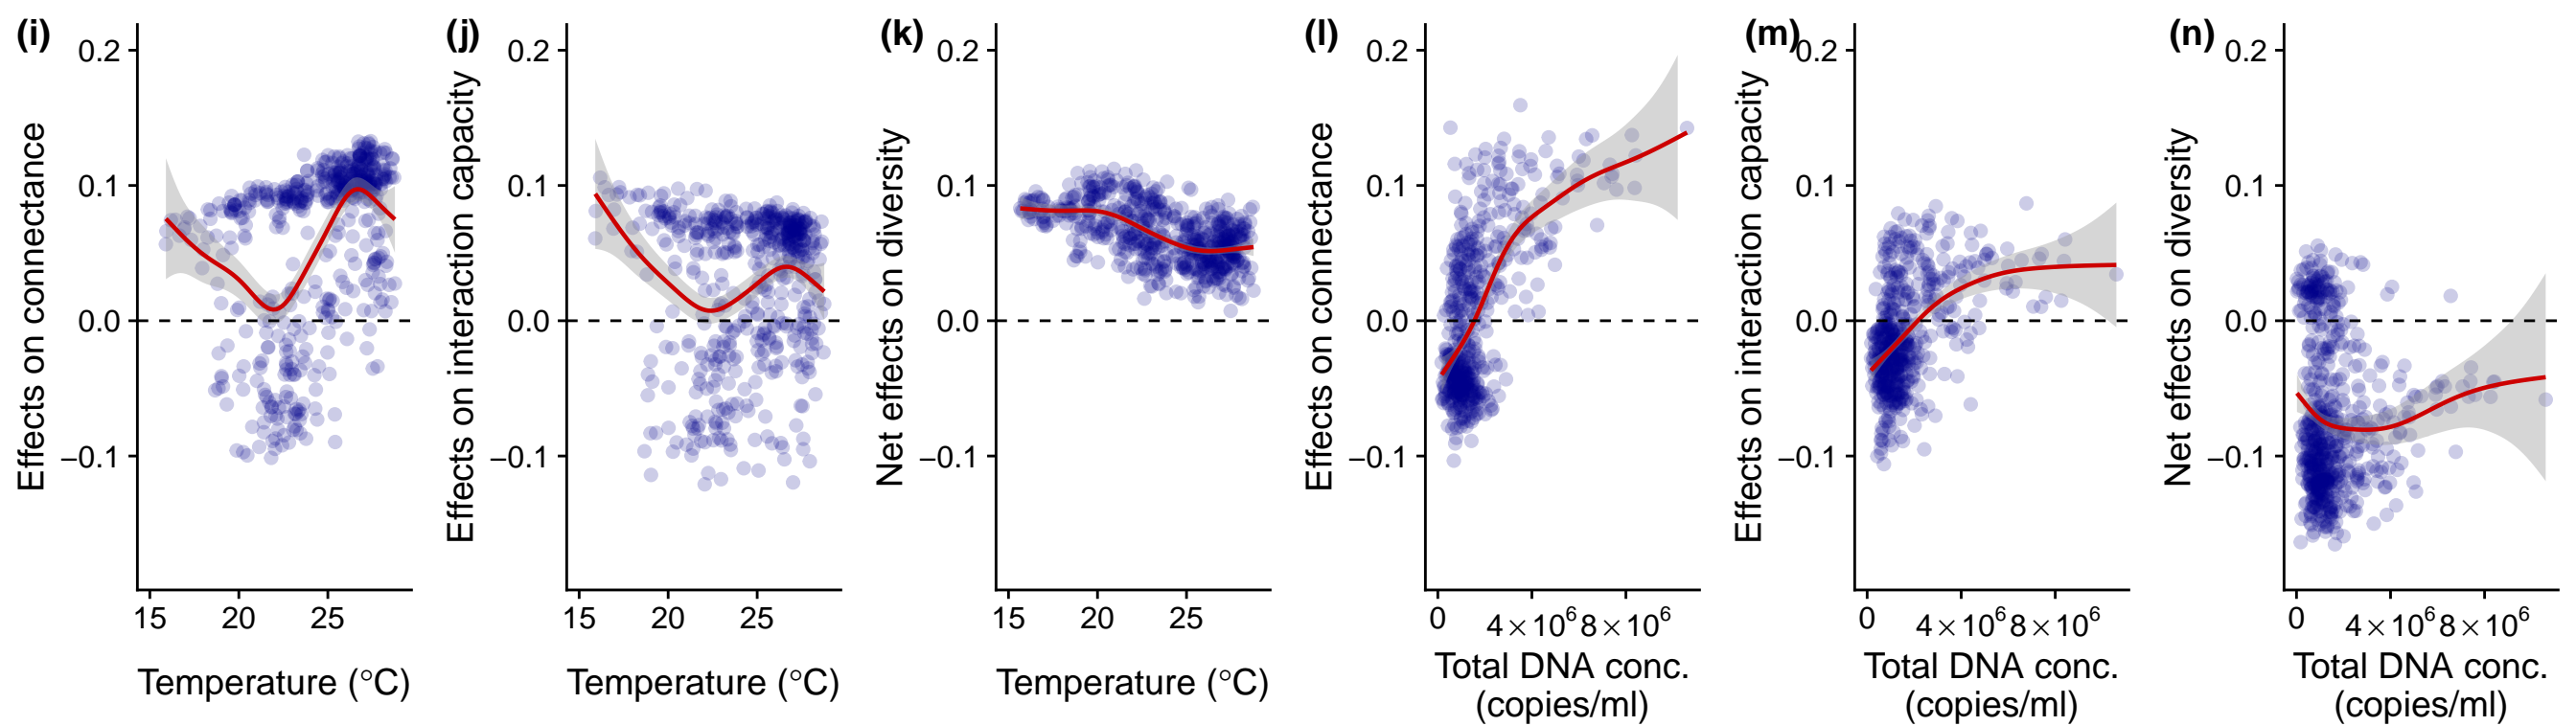 (i)
Effects on connectance
0.2
0.1
0.0
−0.1
15 20 25
Temperature (°C)
(j)
Effects on interaction capacity
0.2
0.1
0.0
−0.1
15 20 25
Temperature (°C)
(k)
Net effects on diversity
0.2
0.1
0.0
−0.1
15 20 25
Temperature (°C)
(l)
Effects on connectance
0.2
0.1
0.0
−0.1
0 4×10⁶ 8×10⁶
Total DNA conc.
(copies/ml)
(m)
Effects on interaction capacity
0.2
0.1
0.0
−0.1
0 4×10⁶ 8×10⁶
Total DNA conc.
(copies/ml)
(n)
Net effects on diversity
0.2
0.1
0.0
−0.1
0 4×10⁶ 8×10⁶
Total DNA conc.
(copies/ml)